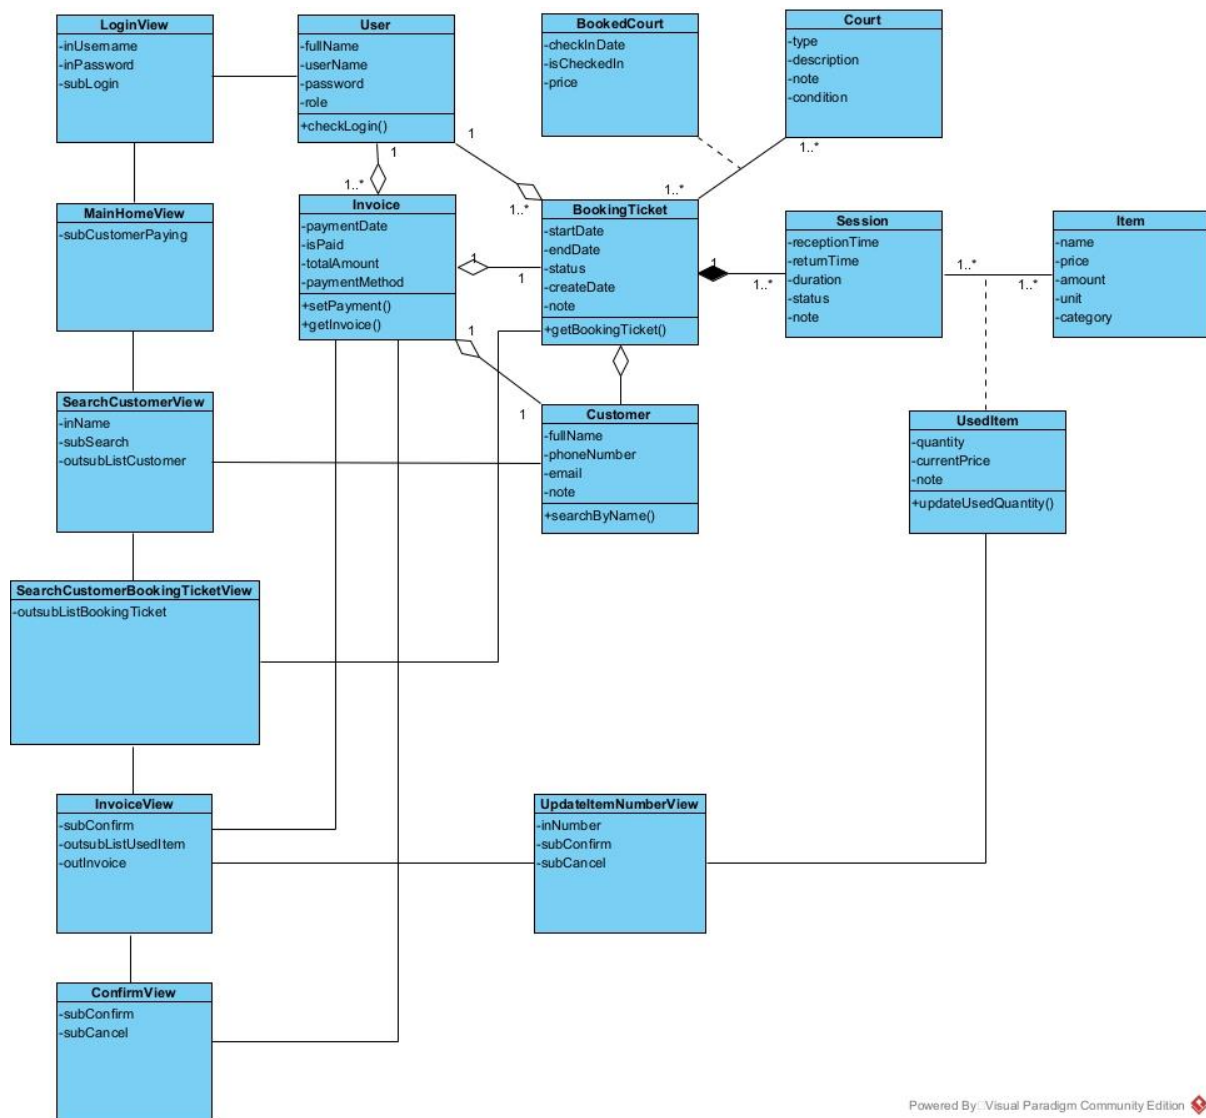 LoginView
-inUsername
-inPassword
-subLogin
User
-fullName
-userName
-password
-role
+checkLogin()
BookedCourt
-checkInDate
-isCheckedIn
-price
Court
-type
-description
-note
-condition
1
1
1..*
1..*
1..*
1..*
MainHomeView
-subCustomerPaying
Invoice
-paymentDate
-isPaid
-totalAmount
-paymentMethod
+setPayment()
+getInvoice()
BookingTicket
-startDate
-endDate
-status
-createDate
-note
+getBookingTicket()
Session
-receptionTime
-returnTime
-duration
-status
-note
Item
-name
-price
-amount
-unit
-category
1
1
1
1..*
1..*
1..*
1
1
SearchCustomerView
-inName
-subSearch
-outsubListCustomer
Customer
-fullName
-phoneNumber
-email
-note
+searchByName()
UsedItem
-quantity
-currentPrice
-note
+updateUsedQuantity()
SearchCustomerBookingTicketView
-outsubListBookingTicket
InvoiceView
-subConfirm
-outsubListUsedItem
-outInvoice
UpdateItemNumberView
-inNumber
-subConfirm
-subCancel
ConfirmView
-subConfirm
-subCancel
Powered By Visual Paradigm Community Edition